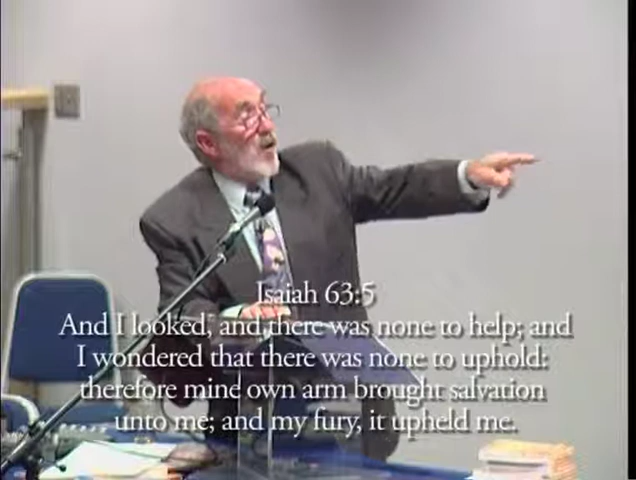 Isaiah 63:5
And I looked, and there was none to help; and
I wondered that there was none to uphold:
therefore mine own arm brought salvation
unto me; and my fury, it upheld me.